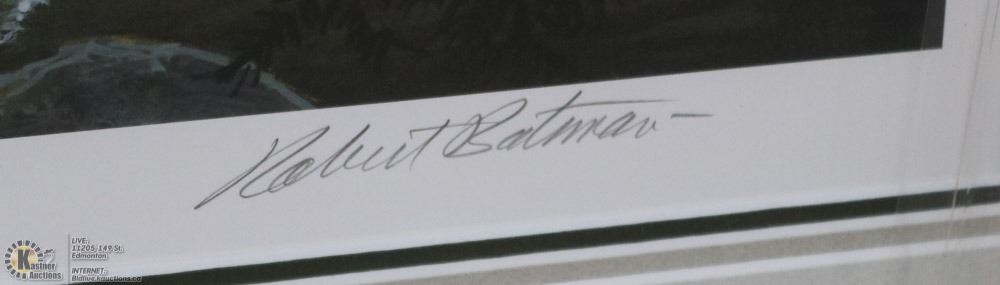 Robert Bateman
LIVE:
11205-149 St.
Edmonton
Kastner
Auctions
INTERNET:
Bidlive.kauctions.ca